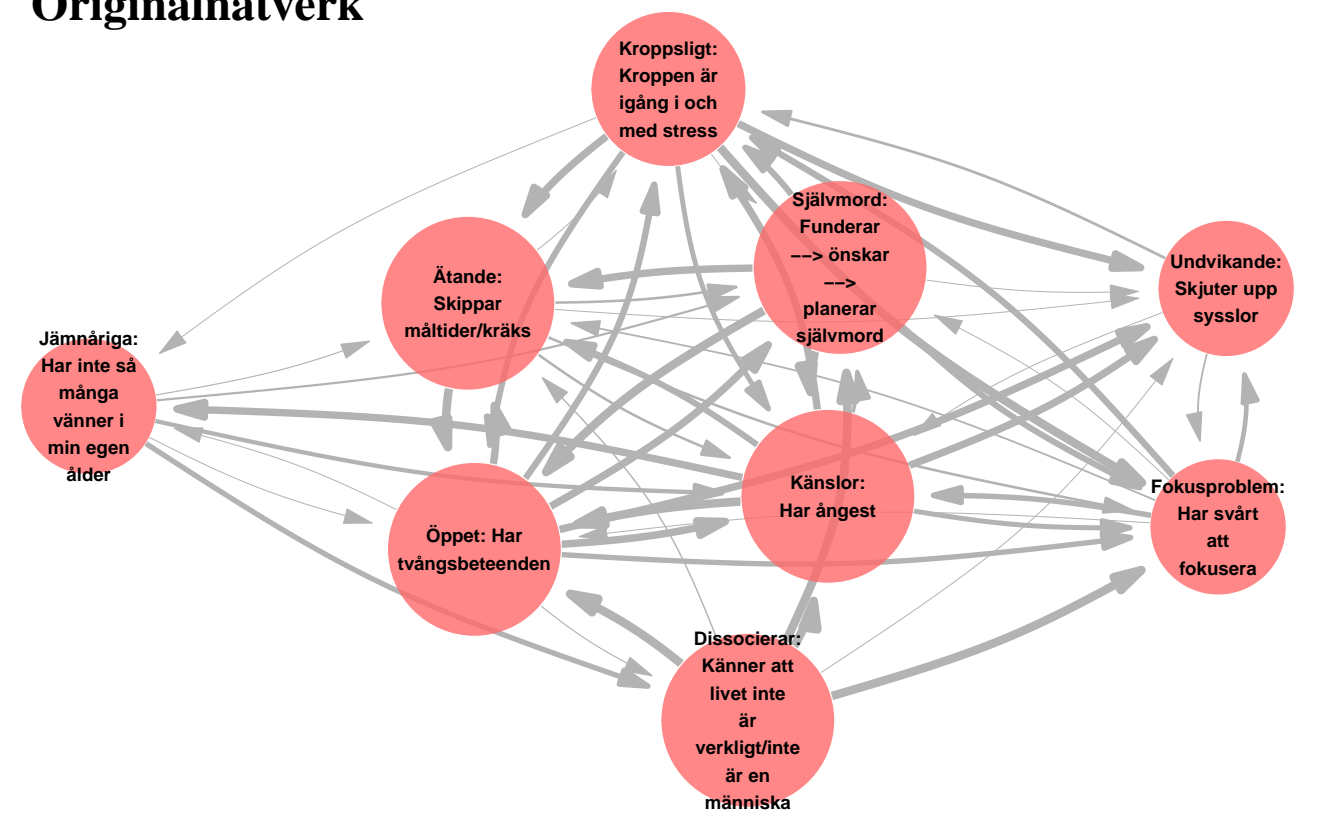 Originalnätverk
Kroppsligt:
Kroppen är
igång i och
med stress
Självmord:
Funderar
−−> önskar
−−>
planerar
självmord
Ätande:
Skippar
måltider/kräks
Undvikande:
Skjuter upp
sysslor
Jämnåriga:
Har inte så
många
vänner i
min egen
ålder
Känslor:
Har ångest
Fokusproblem:
Har svårt
att
fokusera
Öppet: Har
tvångsbeteenden
Dissocierar:
Känner att
livet inte
är
verkligt/inte
är en
människa